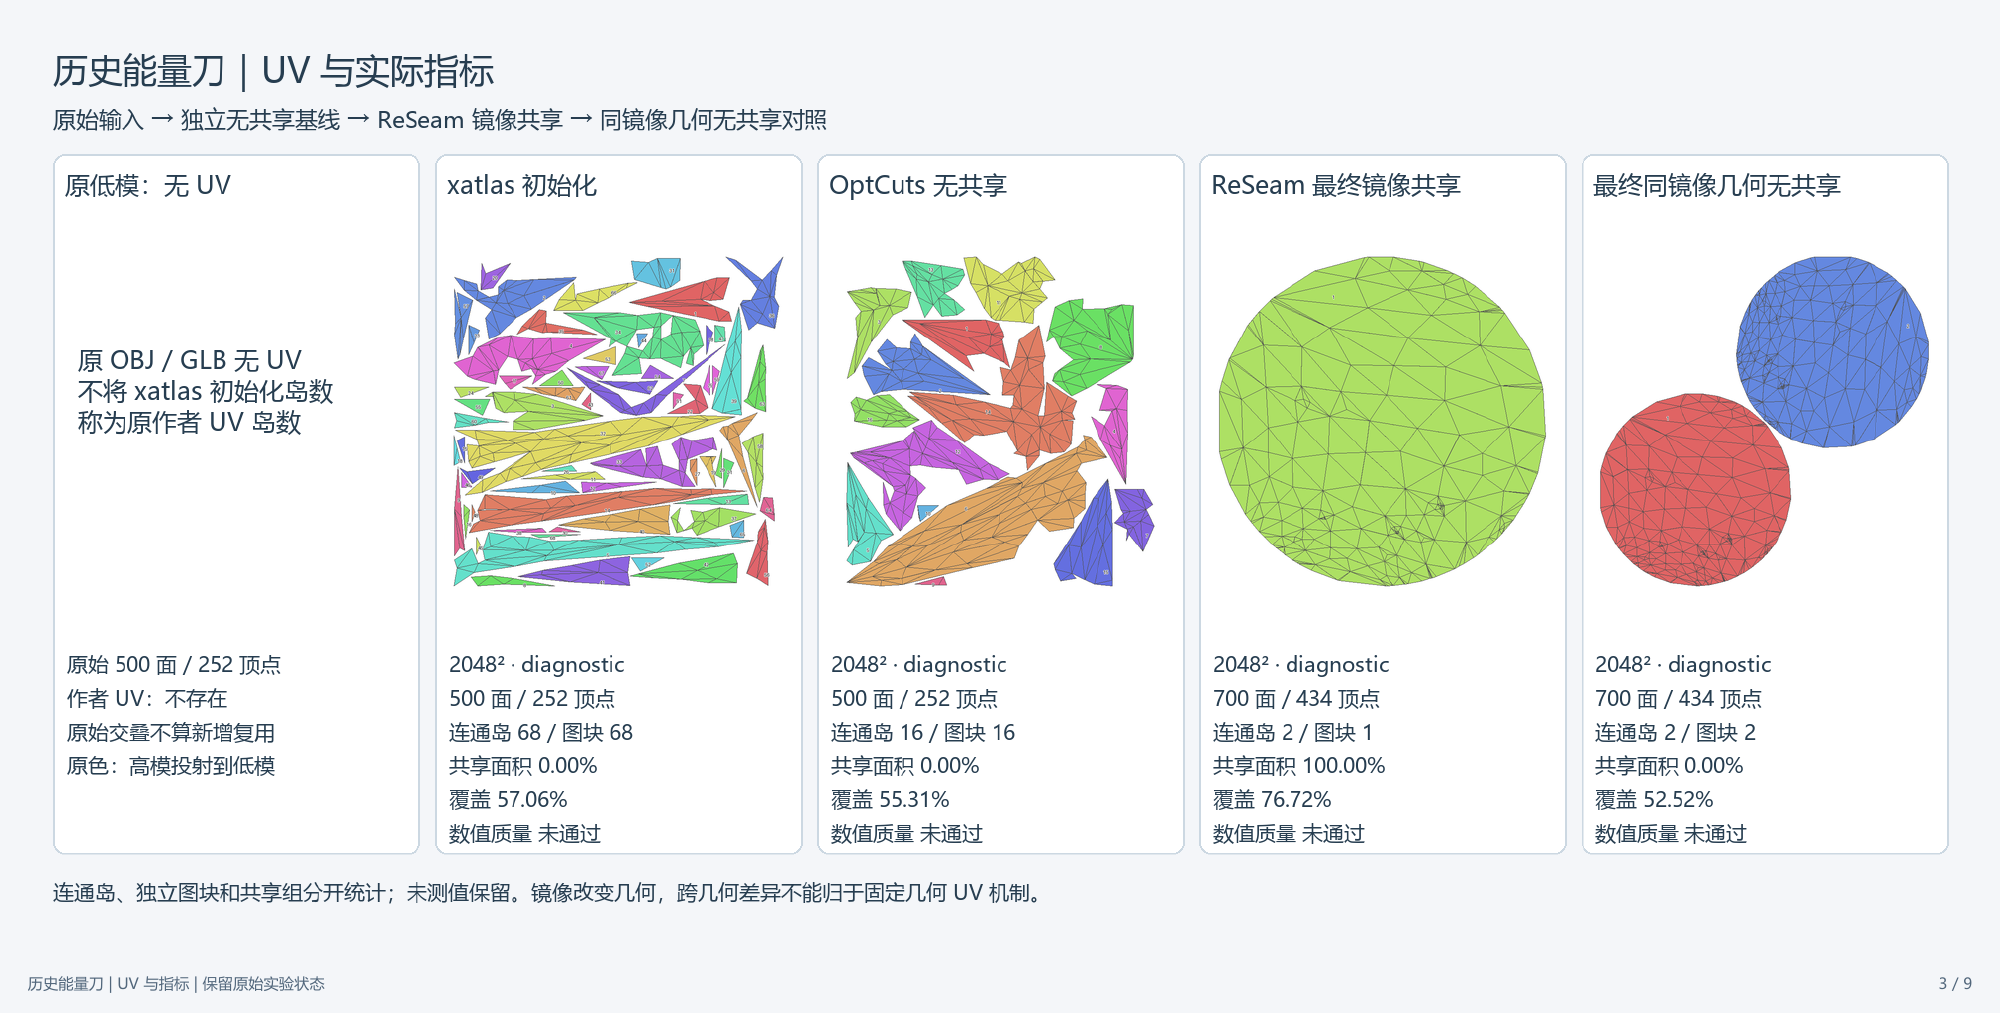 历史能量刀 | UV 与实际指标
原始输入 → 独立无共享基线 → ReSeam 镜像共享 → 同镜像几何无共享对照
原低模：无 UV
原 OBJ / GLB 无 UV
不将 xatlas 初始化岛数
称为原作者 UV 岛数
原始 500 面 / 252 顶点
作者 UV：不存在
原始交叠不算新增复用
原色：高模投射到低模
xatlas 初始化
2048² · diagnostic
500 面 / 252 顶点
连通岛 68 / 图块 68
共享面积 0.00%
覆盖 57.06%
数值质量 未通过
OptCuts 无共享
2048² · diagnostic
500 面 / 252 顶点
连通岛 16 / 图块 16
共享面积 0.00%
覆盖 55.31%
数值质量 未通过
ReSeam 最终镜像共享
2048² · diagnostic
700 面 / 434 顶点
连通岛 2 / 图块 1
共享面积 100.00%
覆盖 76.72%
数值质量 未通过
最终同镜像几何无共享
2048² · diagnostic
700 面 / 434 顶点
连通岛 2 / 图块 2
共享面积 0.00%
覆盖 52.52%
数值质量 未通过
连通岛、独立图块和共享组分开统计；未测值保留。镜像改变几何，跨几何差异不能归于固定几何 UV 机制。
历史能量刀 | UV 与指标 | 保留原始实验状态
3 / 9